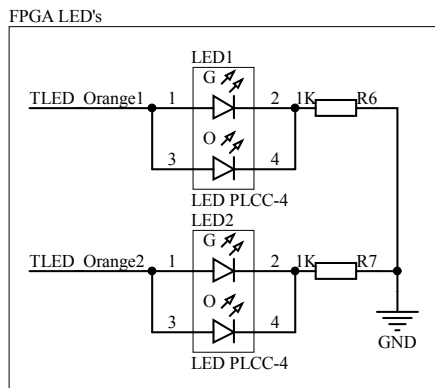 FPGA LED's
LED1
G
TLED_Orange1 1 2 1K R6
O
3 4
LED PLCC-4
LED2
G
TLED_Orange2 1 2 1K R7
O
3 4
LED PLCC-4
GND